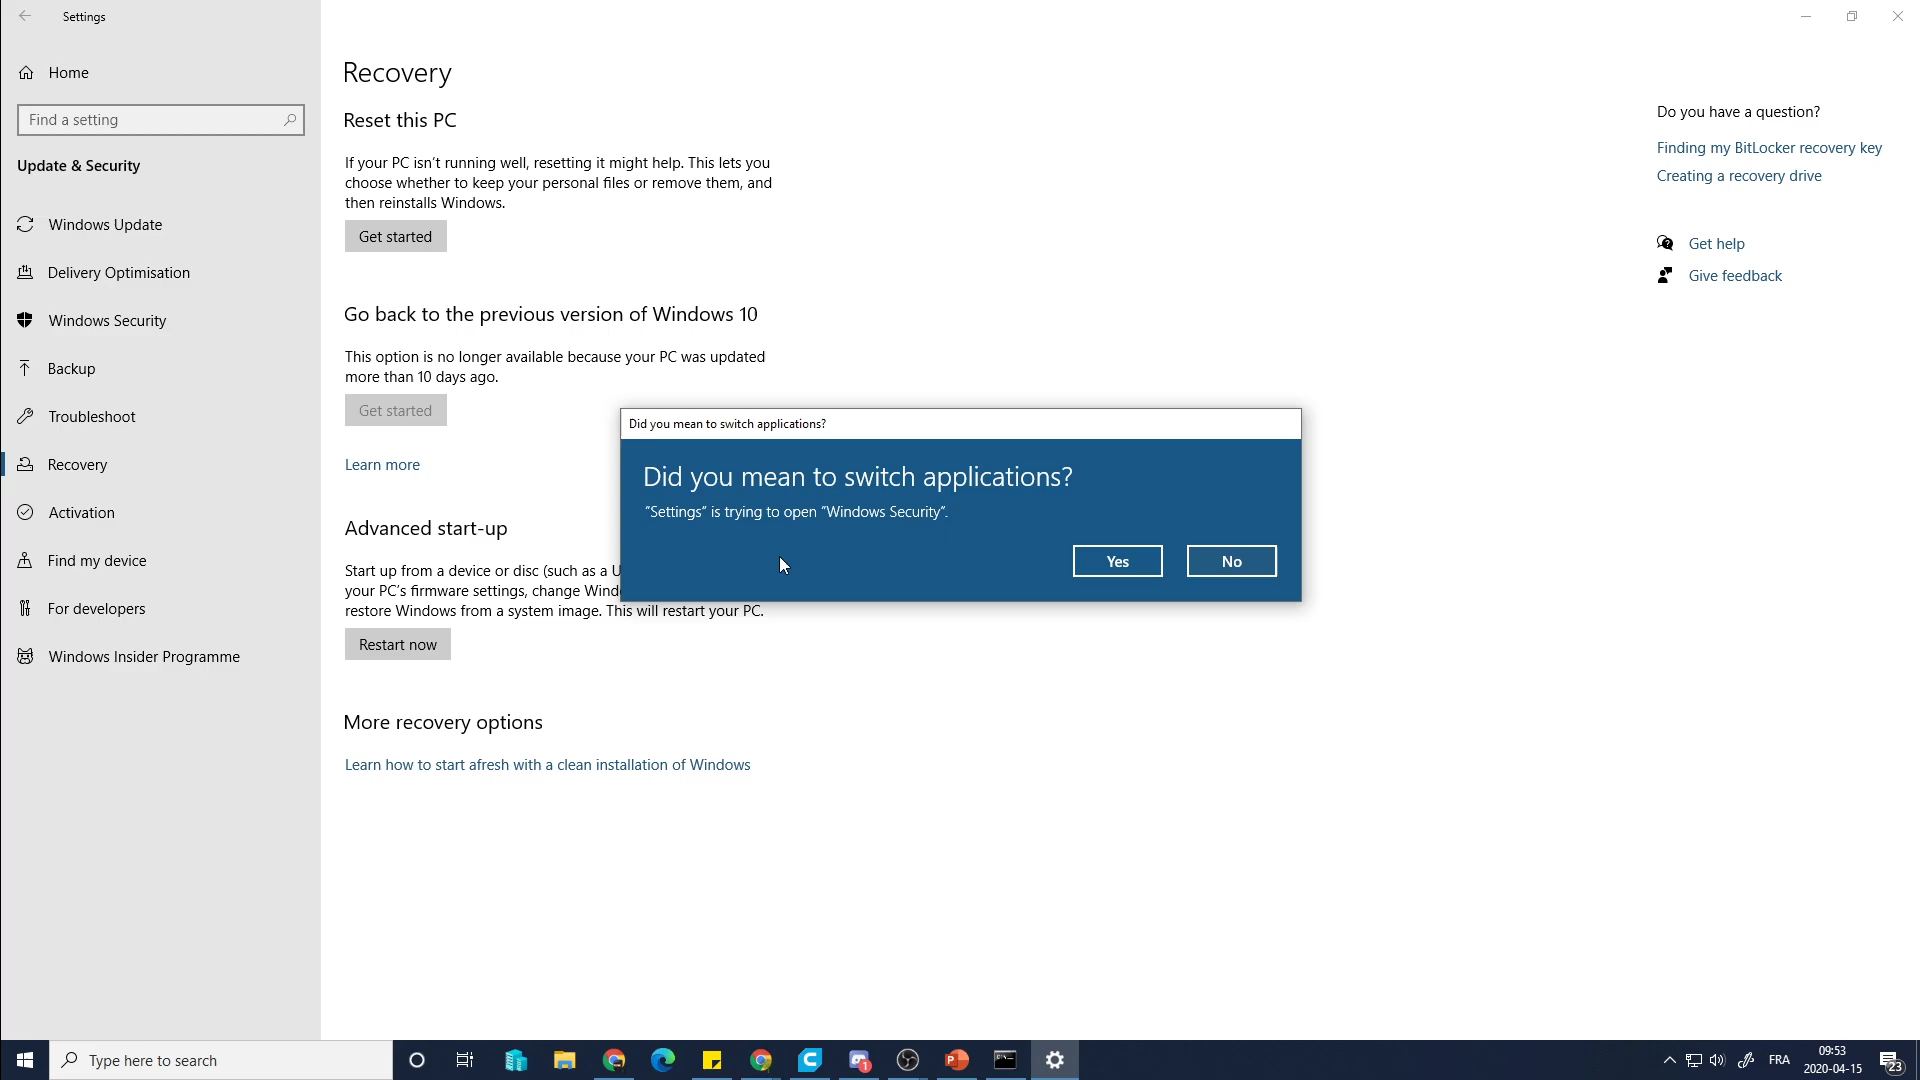 Settings
Home
Find a setting
Update & Security
Windows Update
Delivery Optimisation
Windows Security
Backup
Troubleshoot
Recovery
Activation
Find my device
For developers
Windows Insider Programme
Recovery
Reset this PC
If your PC isn't running well, resetting it might help. This lets you
choose whether to keep your personal files or remove them, and
then reinstalls Windows.
Get started
Go back to the previous version of Windows 10
This option is no longer available because your PC was updated
more than 10 days ago.
Get started
Learn more
Advanced start-up
Start up from a device or disc (such as a U
your PC's firmware settings, change Wind
restore Windows from a system image. This will restart your PC.
Restart now
More recovery options
Learn how to start afresh with a clean installation of Windows
Did you mean to switch applications?
Did you mean to switch applications?
"Settings" is trying to open "Windows Security".
Yes
No
Do you have a question?
Finding my BitLocker recovery key
Creating a recovery drive
Get help
Give feedback
Type here to search
1
FRA
09:53
2020-04-15
23